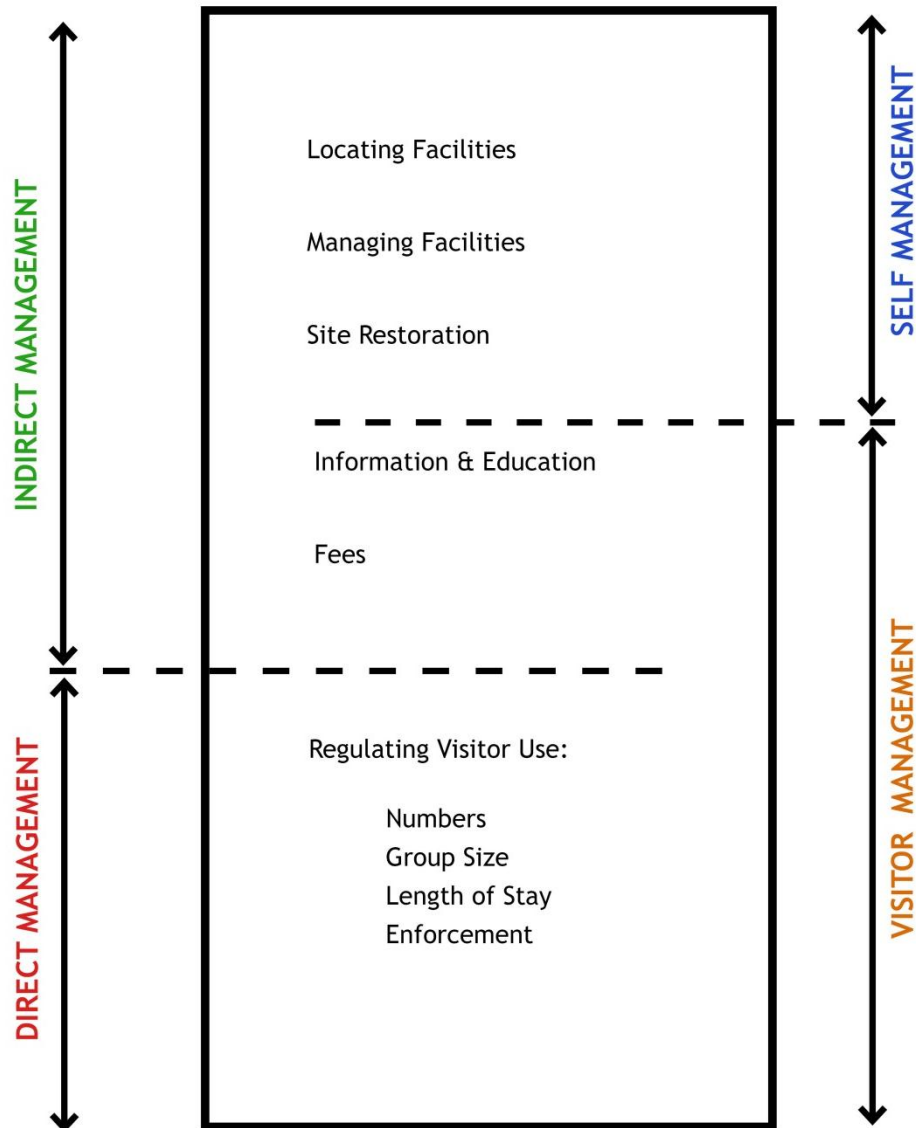 INDIRECT MANAGEMENT
DIRECT MANAGEMENT
Locating Facilities
Managing Facilities
Site Restoration
Information & Education
Fees
Regulating Visitor Use:
Numbers
Group Size
Length of Stay
Enforcement
SELF MANAGEMENT
VISITOR MANAGEMENT